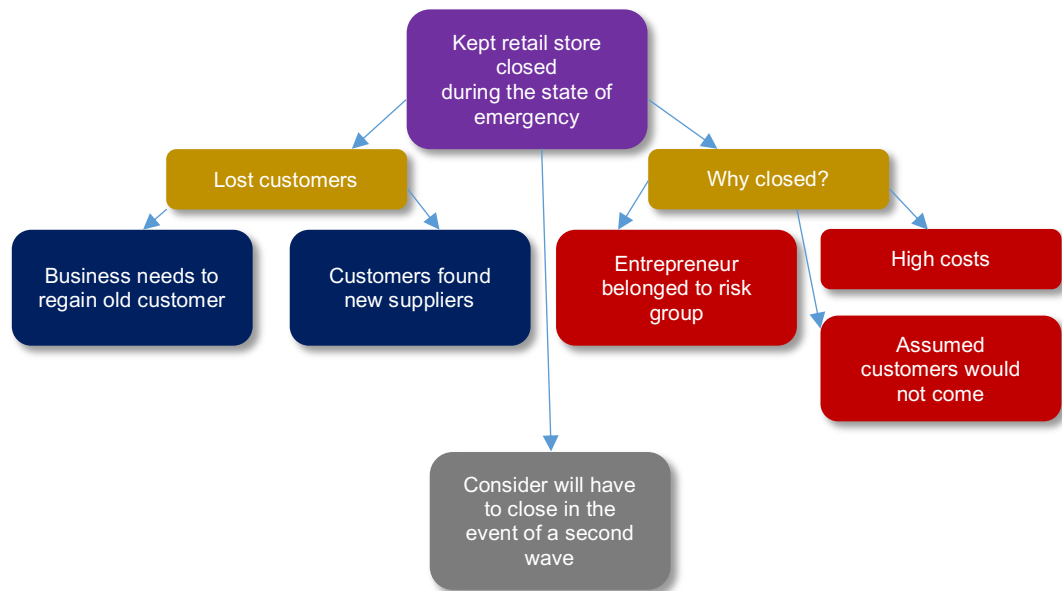 Kept retail store
closed
during the state of
emergency
Lost customers
Why closed?
Business needs to
regain old customer
Customers found
new suppliers
Entrepreneur
belonged to risk
group
High costs
Assumed
customers would
not come
Consider will have
to close in the
event of a second
wave